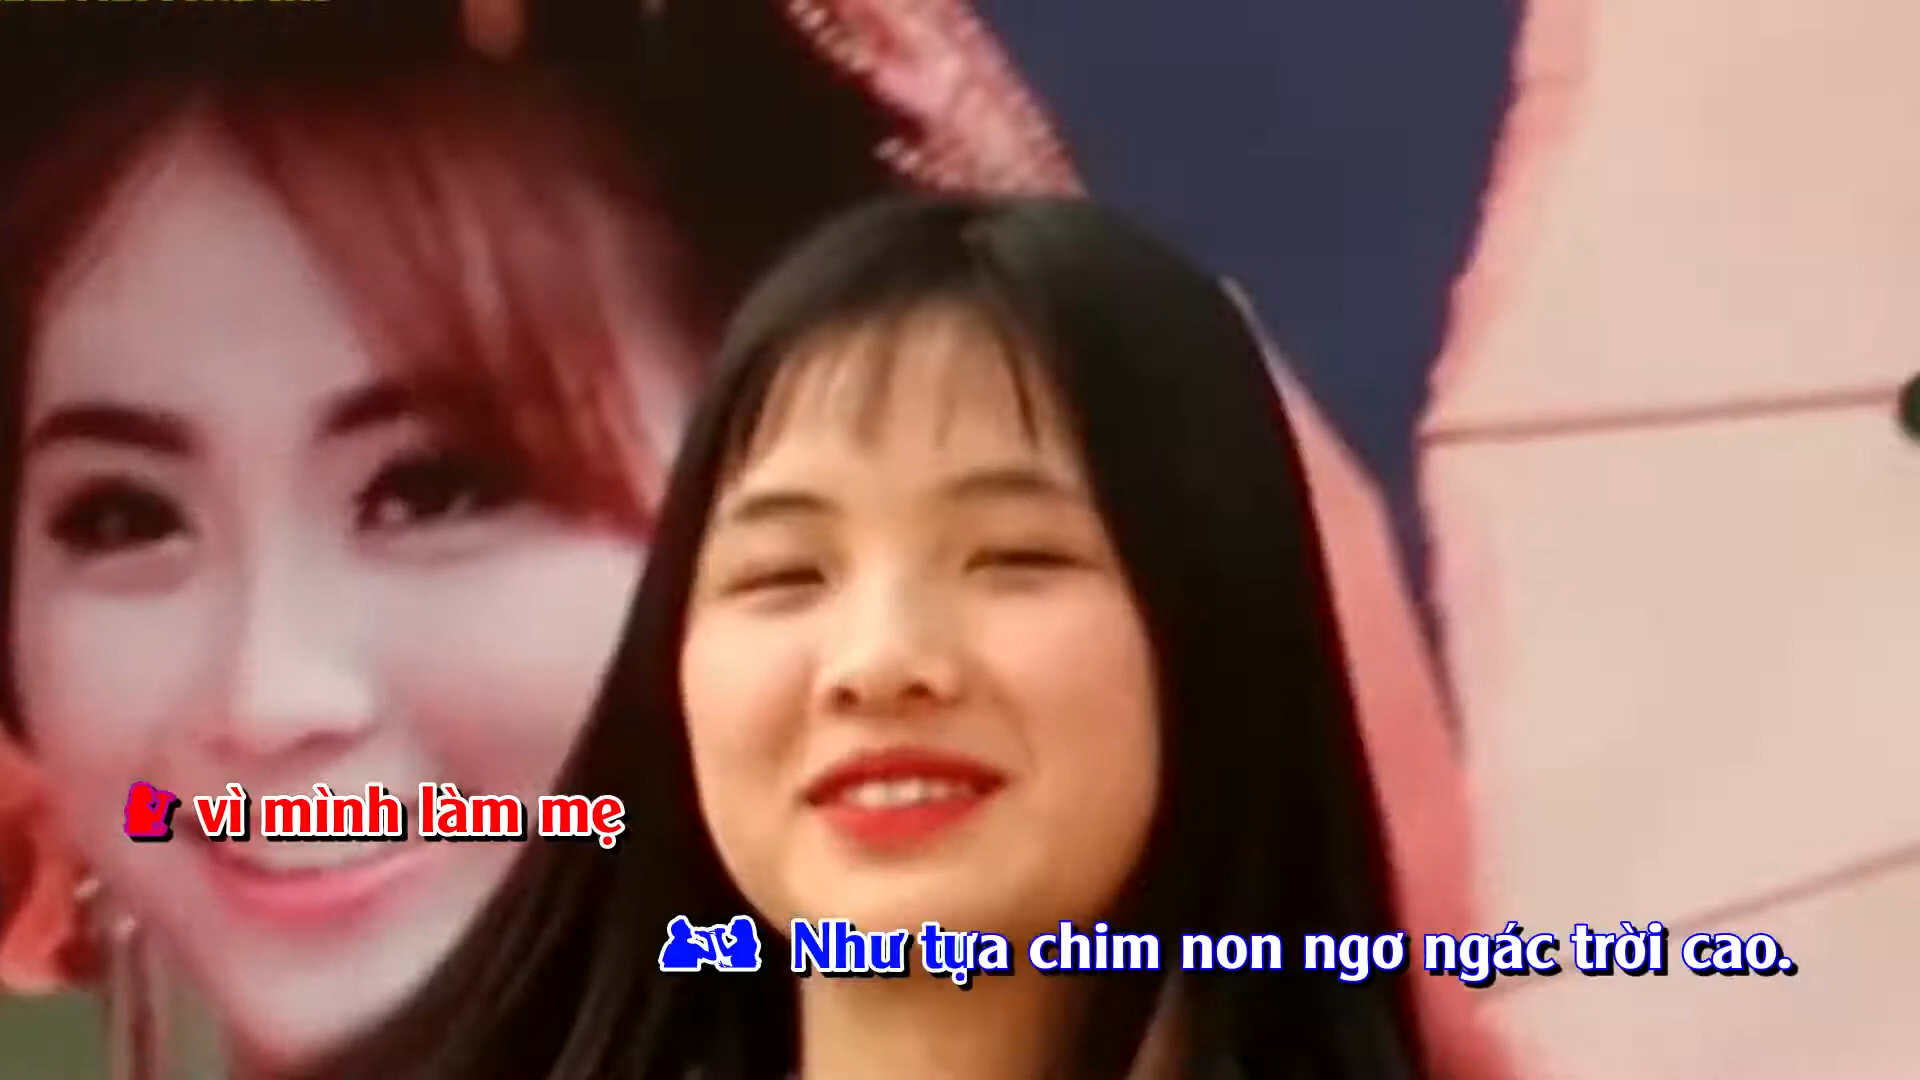 vì mình làm mẹ
Như tựa chim non ngơ ngác trời cao.